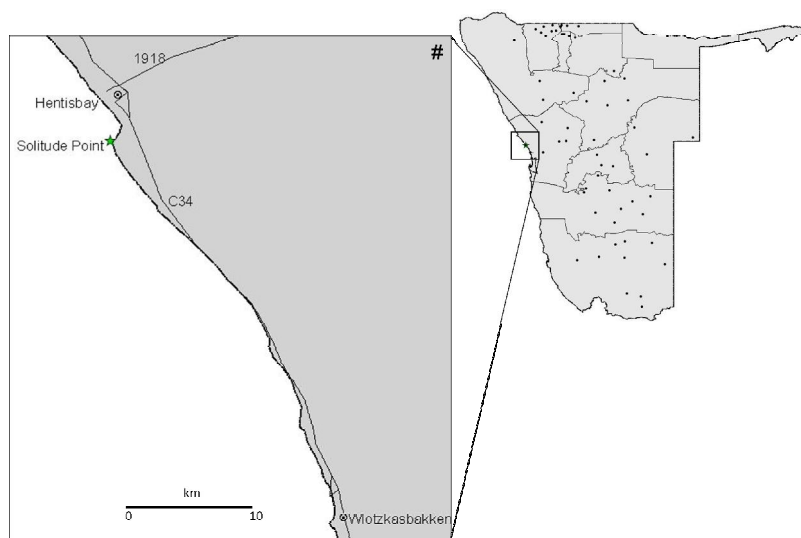 #
1918
Hentisbay
Solitude Point
C34
km
0 10
Wlotzkasbakken